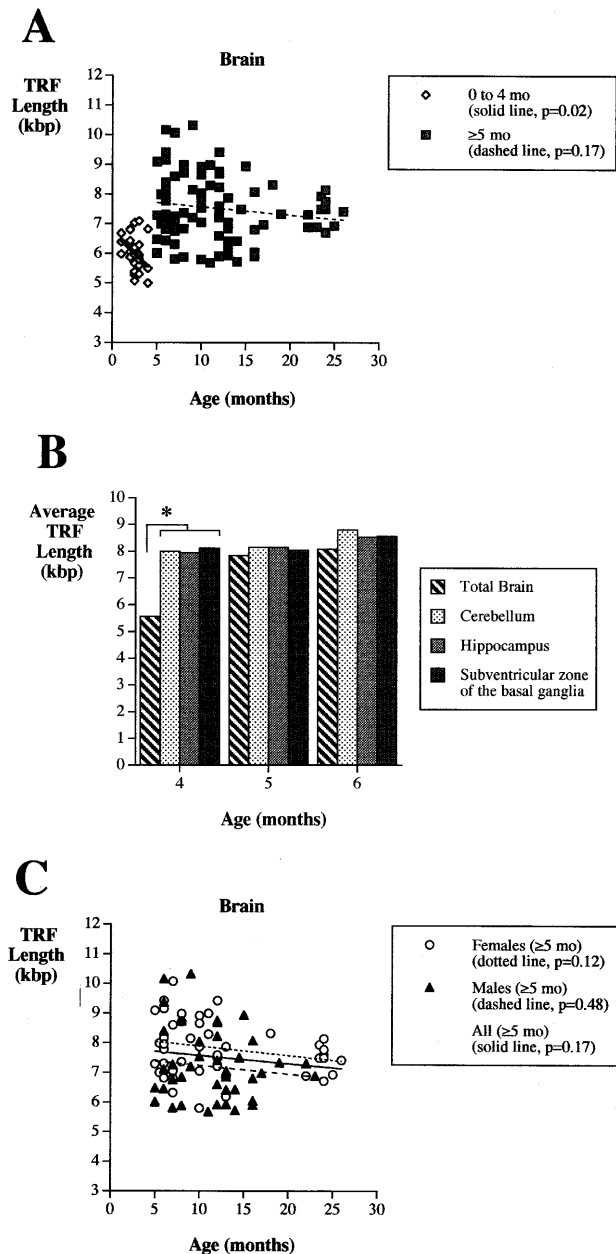 A
Brain
TRF
Length
(kbp)
12
11
10
9
8
7
6
5
4
3
0 5 10 15 20 25 30
Age (months)
0 to 4 mo
(solid line, p=0.02)
≥5 mo
(dashed line, p=0.17)
B
Average
TRF
Length
(kbp)
10
9
8
7
6
5
4
3
2
1
0
*
4 5 6
Age (months)
Total Brain
Cerebellum
Hippocampus
Subventricular zone
of the basal ganglia
C
Brain
TRF
Length
(kbp)
12
11
10
9
8
7
6
5
4
3
0 5 10 15 20 25 30
Age (months)
Females (≥5 mo)
(dotted line, p=0.12)
Males (≥5 mo)
(dashed line, p=0.48)
All (≥5 mo)
(solid line, p=0.17)